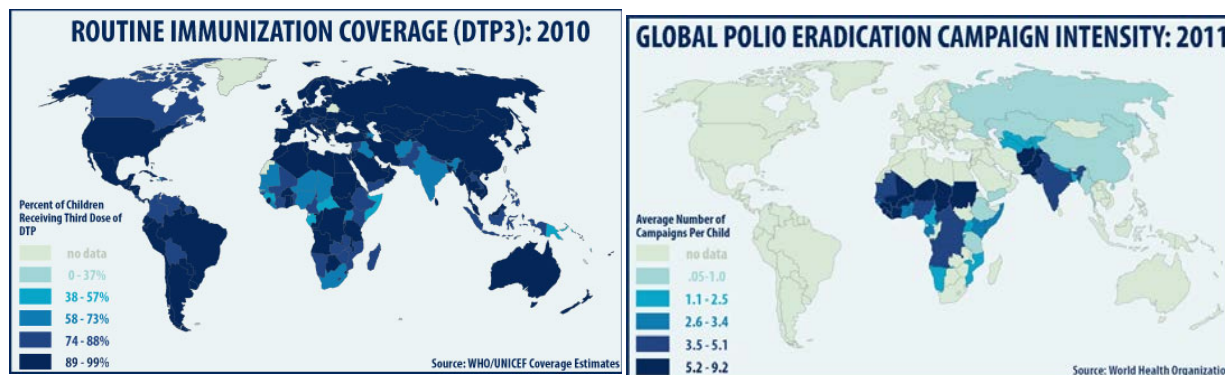 ROUTINE IMMUNIZATION COVERAGE (DTP3): 2010
Percent of Children
Receiving Third Dose of
DTP
no data
0 - 37%
38 - 57%
58 - 73%
74 - 88%
89 - 99%
Source: WHO/UNICEF Coverage Estimates
GLOBAL POLIO ERADICATION CAMPAIGN INTENSITY: 2011
Average Number of
Campaigns Per Child
no data
.05-1.0
1.1 - 2.5
2.6 - 3.4
3.5 - 5.1
5.2 - 9.2
Source: World Health Organizatio